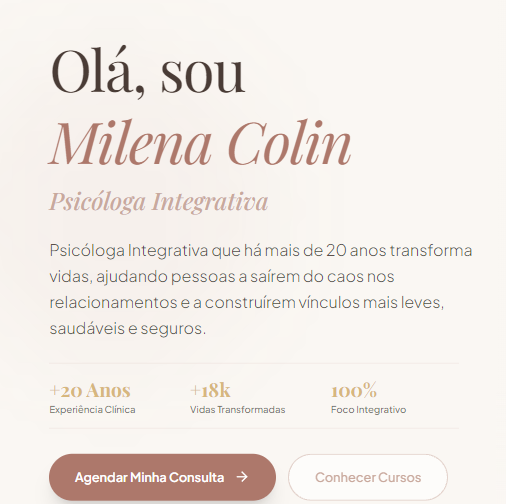 Olá, sou
Milena Colin
Psicóloga Integrativa
Psicóloga Integrativa que há mais de 20 anos transforma
vidas, ajudando pessoas a saírem do caos nos
relacionamentos e a construírem vínculos mais leves,
saudáveis e seguros.
+20 Anos +18k 100%
Experiência Clínica Vidas Transformadas Foco Integrativo
Agendar Minha Consulta → Conhecer Cursos